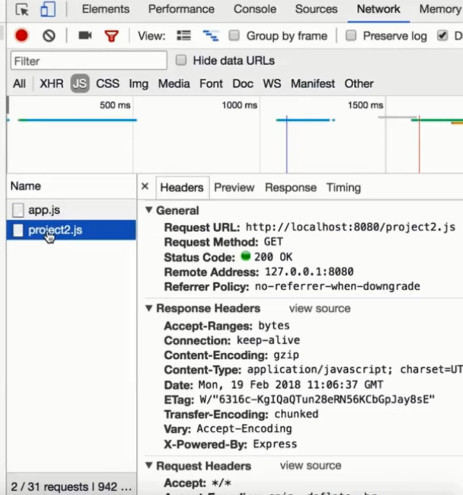 Elements Performance Console Sources Network Memory
View: Group by frame Preserve log D
Filter Hide data URLs
All XHR JS CSS Img Media Font Doc WS Manifest Other
500 ms 1000 ms 1500 ms
Name
× Headers Preview Response Timing
app.js
project2.js
2 / 31 requests | 942 ...
▼ General
Request URL: http://localhost:8080/project2.js
Request Method: GET
Status Code: 200 OK
Remote Address: 127.0.0.1:8080
Referrer Policy: no-referrer-when-downgrade
▼ Response Headers view source
Accept-Ranges: bytes
Connection: keep-alive
Content-Encoding: gzip
Content-Type: application/javascript; charset=UT
Date: Mon, 19 Feb 2018 11:06:37 GMT
ETag: W/"6316c-KgIQaQTun28eRN56KCbGpJay8sE"
Transfer-Encoding: chunked
Vary: Accept-Encoding
X-Powered-By: Express
▼ Request Headers view source
Accept: */*